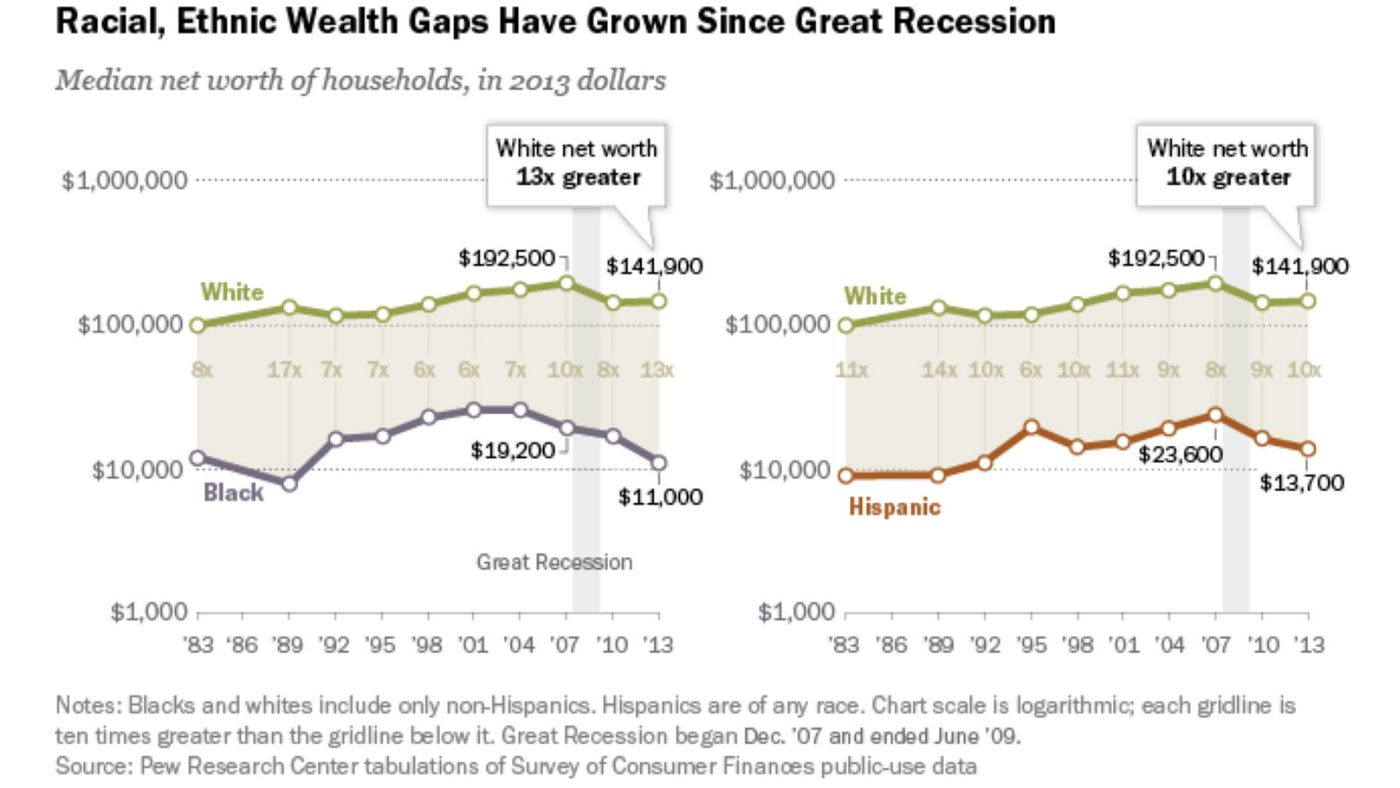 Racial, Ethnic Wealth Gaps Have Grown Since Great Recession
Median net worth of households, in 2013 dollars
White net worth
13x greater
$1,000,000
$192,500
$141,900
White
$100,000
8x 17x 7x 7x 6x 6x 7x 10x 8x 13x
$19,200
$10,000
Black
$11,000
Great Recession
$1,000
'83 '86 '89 '92 '95 '98 '01 '04 '07 '10 '13
White net worth
10x greater
$1,000,000
$192,500
$141,900
White
$100,000
11x 14x 10x 6x 10x 11x 9x 8x 9x 10x
$23,600
$10,000
$13,700
Hispanic
$1,000
'83 '86 '89 '92 '95 '98 '01 '04 '07 '10 '13
Notes: Blacks and whites include only non-Hispanics. Hispanics are of any race. Chart scale is logarithmic; each gridline is
ten times greater than the gridline below it. Great Recession began Dec. '07 and ended June '09.
Source: Pew Research Center tabulations of Survey of Consumer Finances public-use data